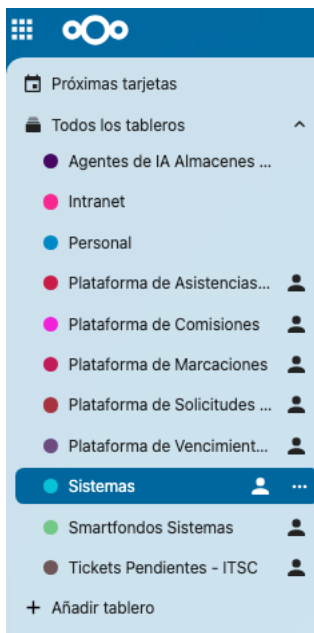 Próximas tarjetas
Todos los tableros
Agentes de IA Almacenes ...
Intranet
Personal
Plataforma de Asistencias...
Plataforma de Comisiones
Plataforma de Marcaciones
Plataforma de Solicitudes ...
Plataforma de Vencimient...
Sistemas
Smartfondos Sistemas
Tickets Pendientes - ITSC
+ Añadir tablero